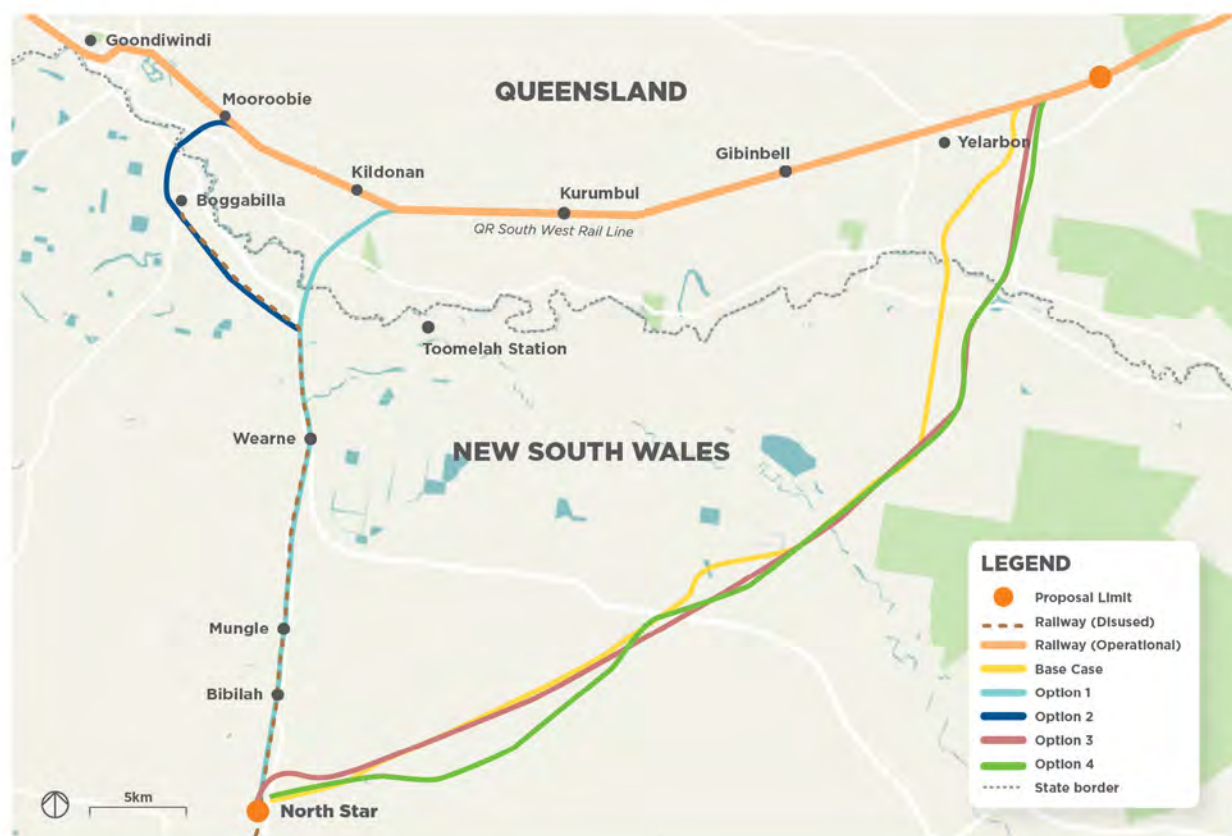 Goondiwindi
Mooroobie
QUEENSLAND
Yelarbon
Gibinbell
Kildonan
Boggabilla
Kurumbul
QR South West Rail Line
Toomelah Station
Wearne
NEW SOUTH WALES
Mungle
Bibilah
North Star
5km
LEGEND
Proposal Limit
Railway (Disused)
Railway (Operational)
Base Case
Option 1
Option 2
Option 3
Option 4
State border